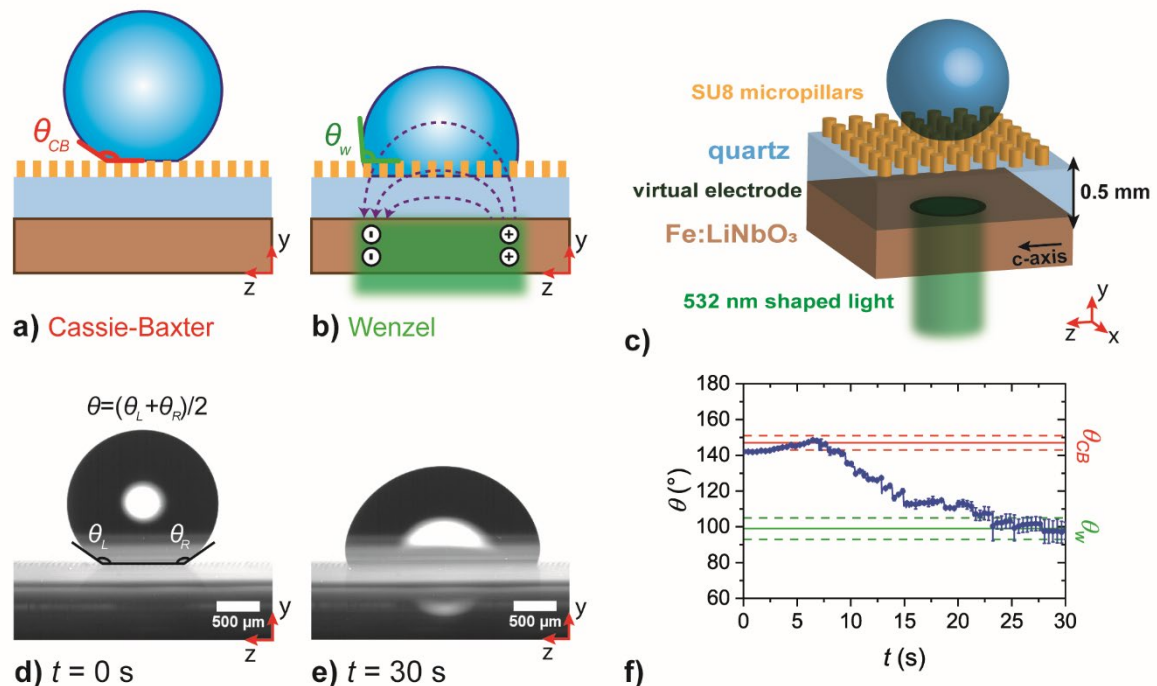 θCB
y
z
a) Cassie-Baxter
θw
-
-
+
+
y
z
b) Wenzel
SU8 micropillars
quartz
virtual electrode
Fe:LiNbO₃
0.5 mm
c-axis
532 nm shaped light
y
z
x
c)
θ=(θL+θR)/2
θL
θR
500 µm
y
z
d) t = 0 s
500 µm
y
z
e) t = 30 s
180
160
140
120
100
80
60
θ (°)
θCB
θw
0
5
10
15
20
25
30
t (s)
f)